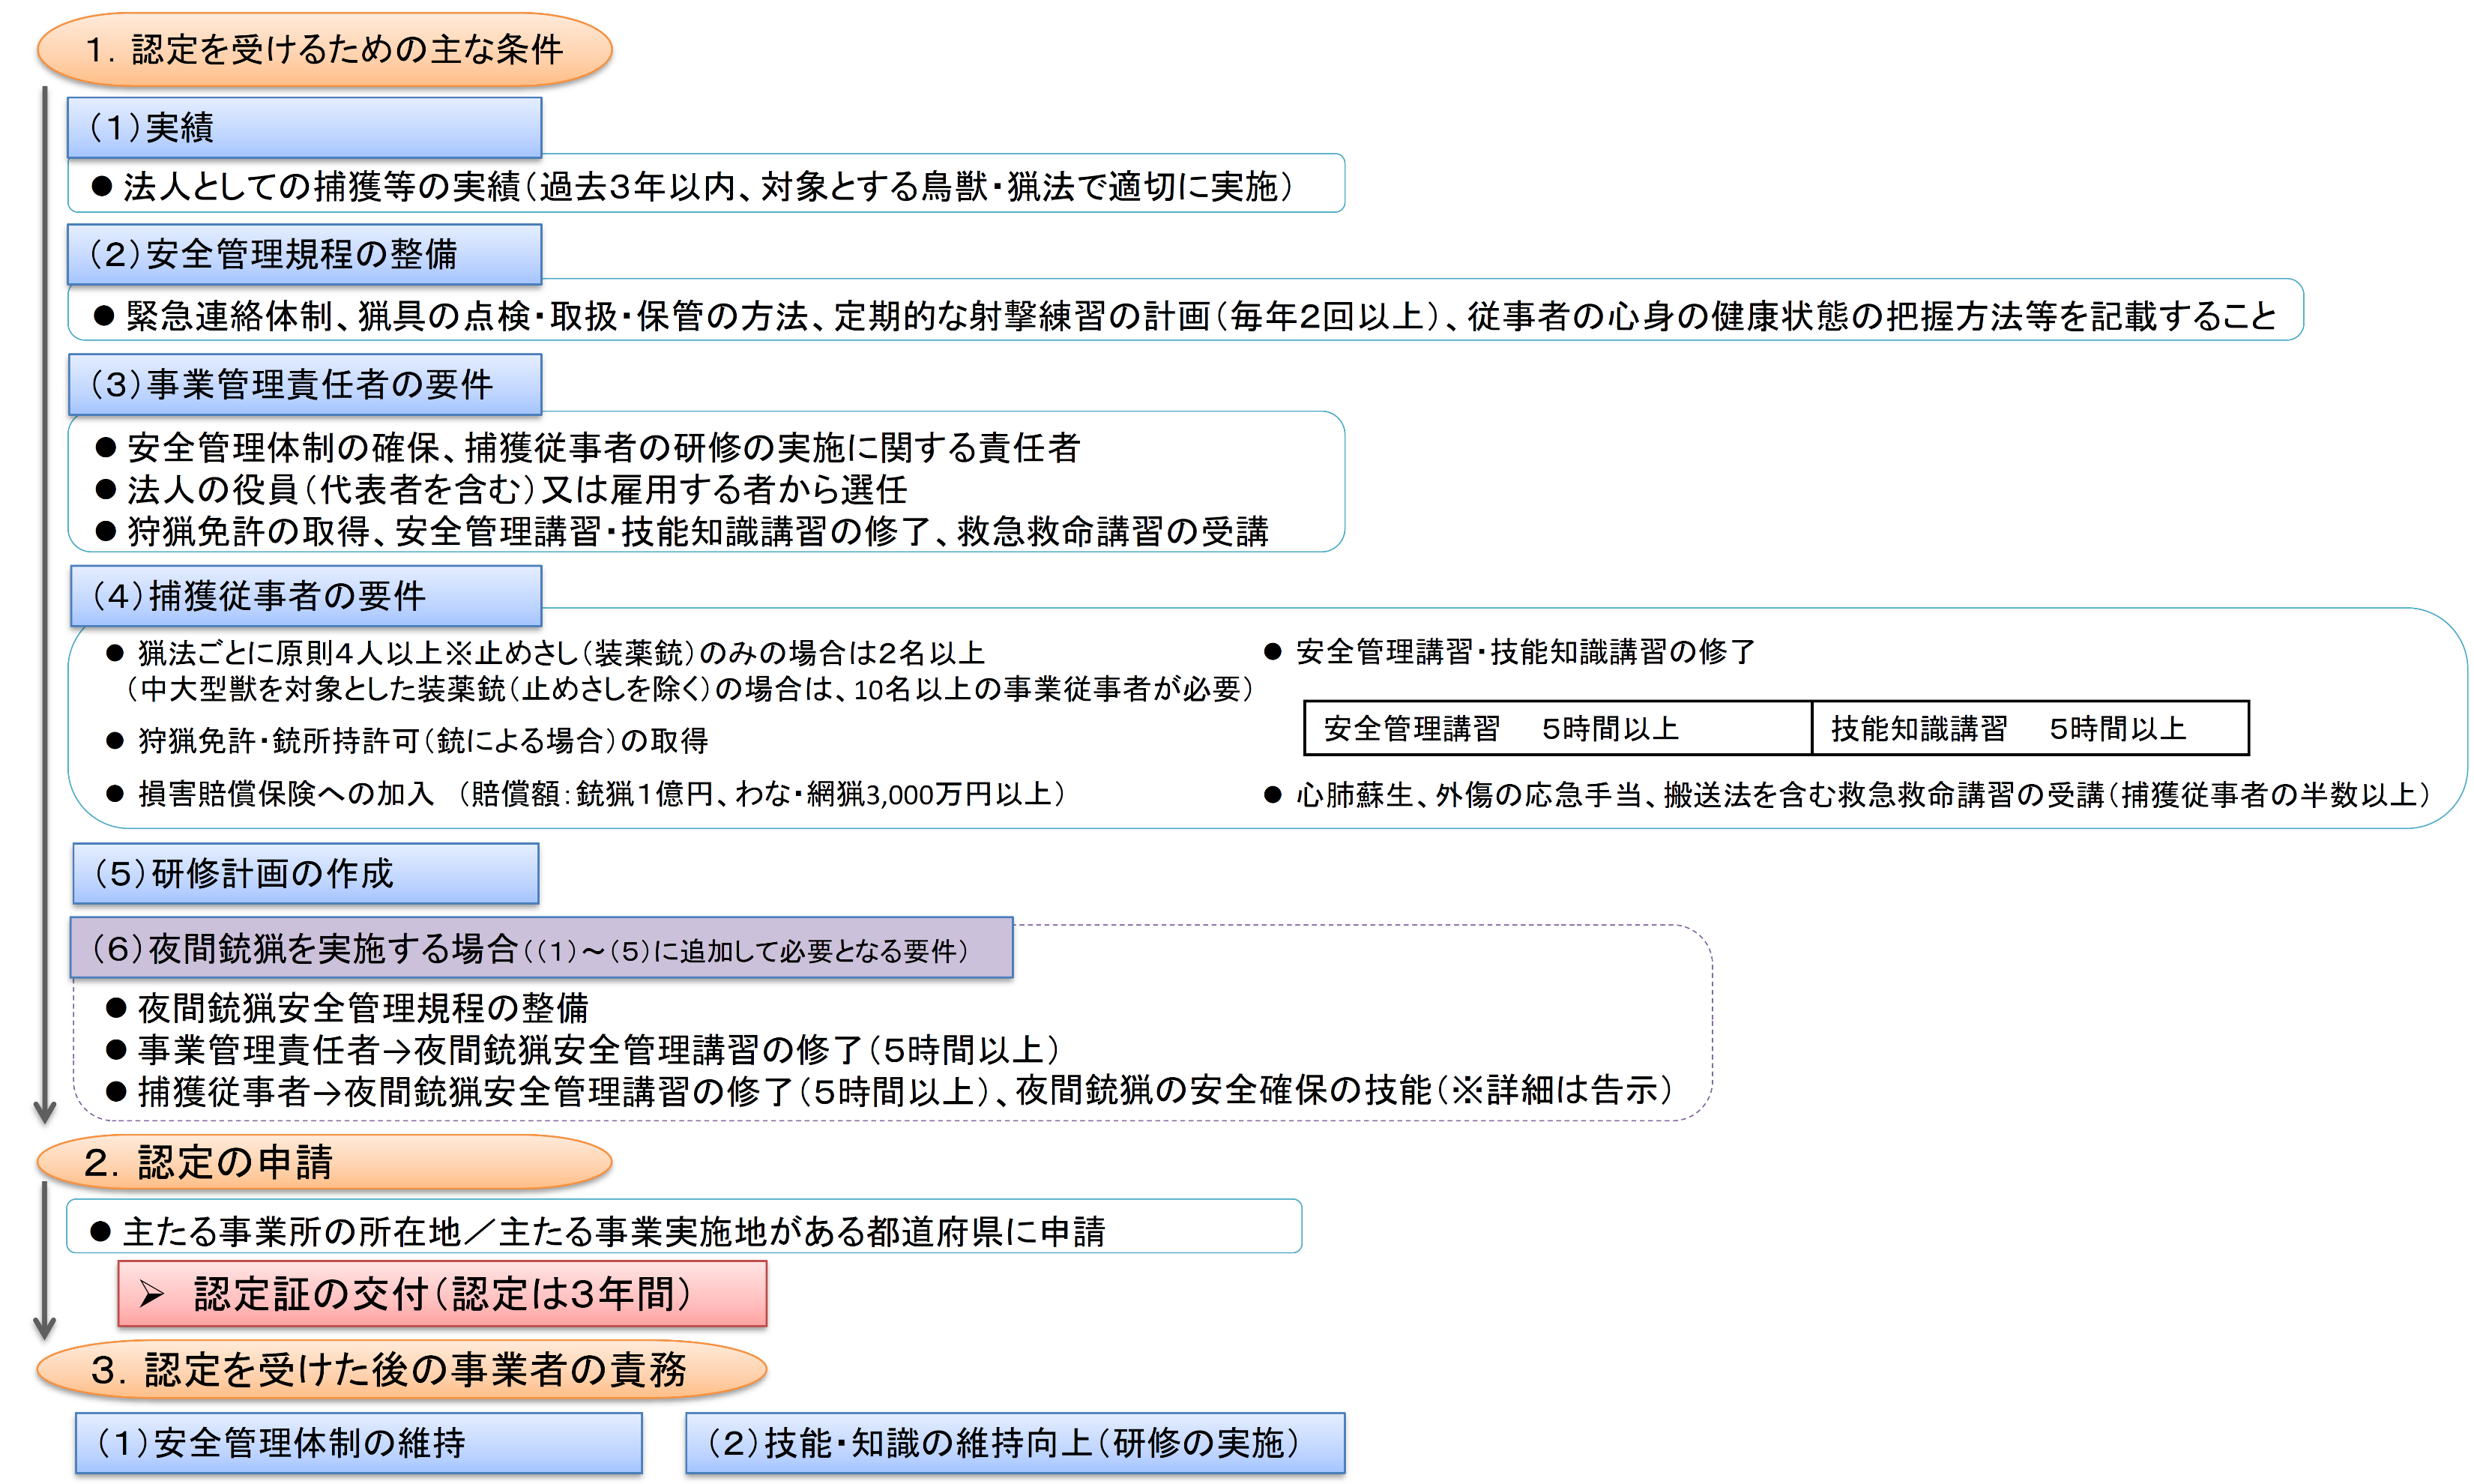 １．認定を受けるための主な条件
（１）実績
● 法人としての捕獲等の実績（過去３年以内、対象とする鳥獣・猟法で適切に実施）
（２）安全管理規程の整備
● 緊急連絡体制、猟具の点検・取扱・保管の方法、定期的な射撃練習の計画（毎年２回以上）、従事者の心身の健康状態の把握方法等を記載すること
（３）事業管理責任者の要件
● 安全管理体制の確保、捕獲従事者の研修の実施に関する責任者
● 法人の役員（代表者を含む）又は雇用する者から選任
● 狩猟免許の取得、安全管理講習・技能知識講習の修了、救急救命講習の受講
（４）捕獲従事者の要件
● 猟法ごとに原則４人以上※止めさし（装薬銃）のみの場合は２名以上
（中大型獣を対象とした装薬銃（止めさしを除く）の場合は、10名以上の事業従事者が必要）
● 狩猟免許・銃所持許可（銃による場合）の取得
● 損害賠償保険への加入　（賠償額：銃猟１億円、わな・網猟3,000万円以上）
● 安全管理講習・技能知識講習の修了
安全管理講習　５時間以上　技能知識講習　５時間以上
● 心肺蘇生、外傷の応急手当、搬送法を含む救急救命講習の受講（捕獲従事者の半数以上）
（５）研修計画の作成
（６）夜間銃猟を実施する場合（（１）～（５）に追加して必要となる要件）
● 夜間銃猟安全管理規程の整備
● 事業管理責任者→夜間銃猟安全管理講習の修了（５時間以上）
● 捕獲従事者→夜間銃猟安全管理講習の修了（５時間以上）、夜間銃猟の安全確保の技能（※詳細は告示）
２．認定の申請
● 主たる事業所の所在地／主たる事業実施地がある都道府県に申請
➢ 認定証の交付（認定は３年間）
３．認定を受けた後の事業者の責務
（１）安全管理体制の維持
（２）技能・知識の維持向上（研修の実施）